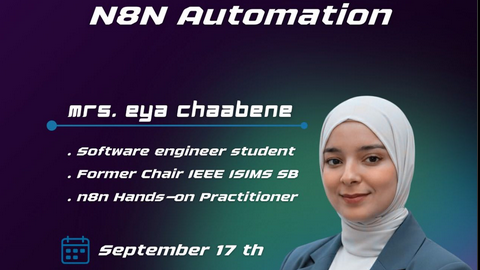 N8N Automation
mrs. eya chaabene
. Software engineer student
. Former Chair IEEE ISIMS SB
. n8n Hands-on Practitioner
September 17 th